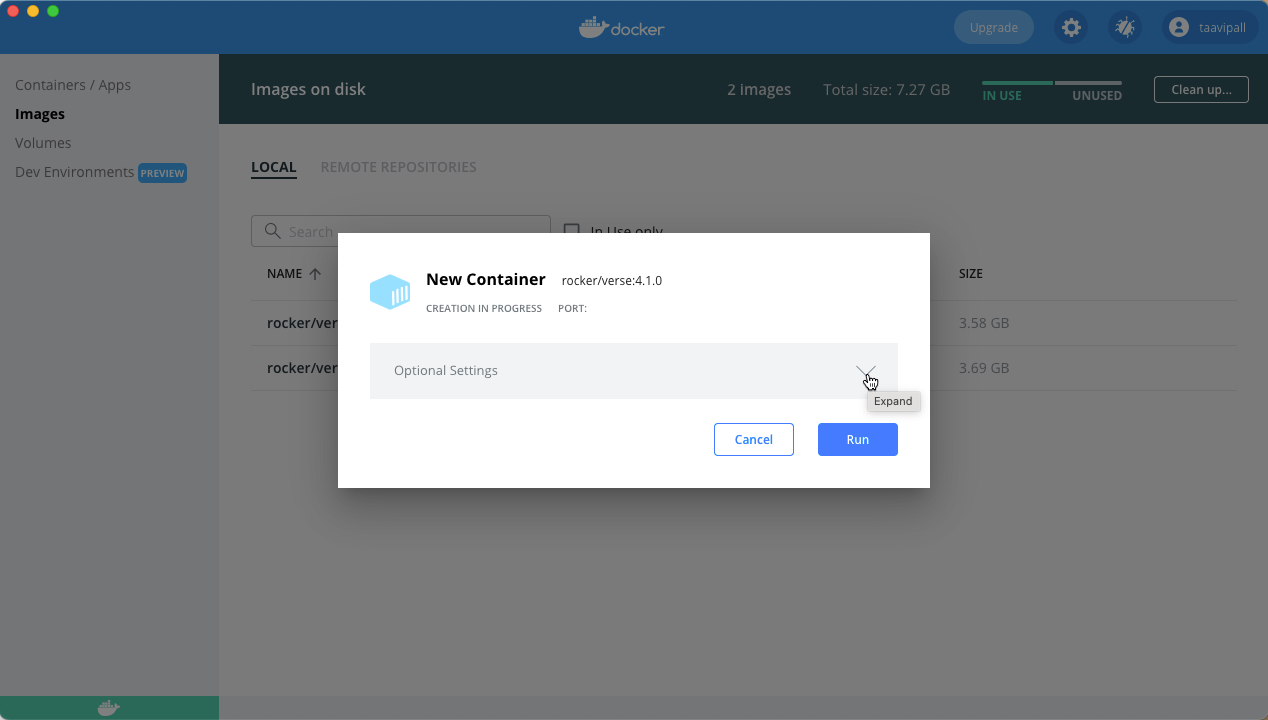 docker
Upgrade
taavipall
Containers / Apps
Images
Volumes
Dev Environments PREVIEW
Images on disk
2 images
Total size: 7.27 GB
IN USE
UNUSED
Clean up...
LOCAL
REMOTE REPOSITORIES
Search
In Use only
NAME
SIZE
rocker/ver
3.58 GB
rocker/ver
3.69 GB
New Container rocker/verse:4.1.0
CREATION IN PROGRESS PORT:
Optional Settings
Expand
Cancel
Run